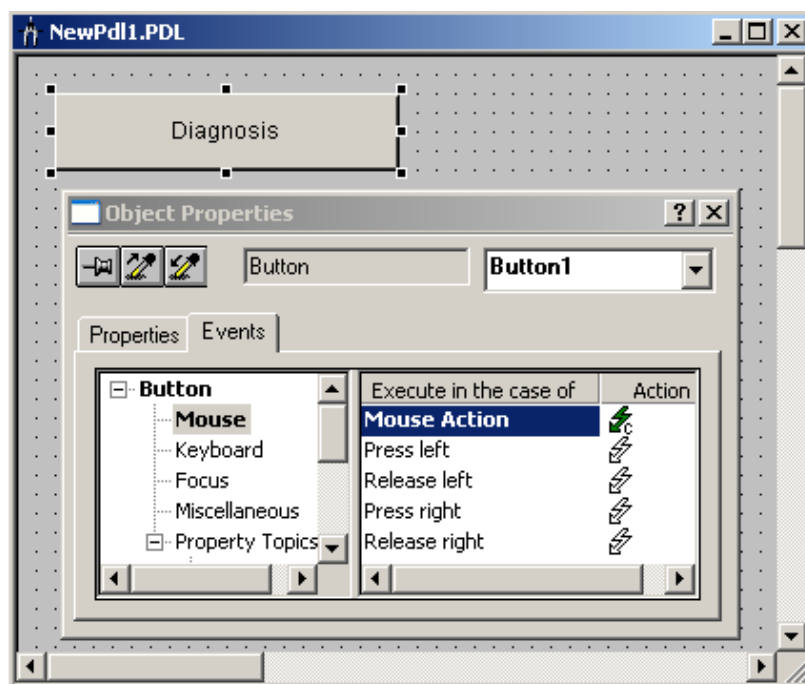 NewPdl1.PDL
Diagnosis
Object Properties
Button
Button1
Properties
Events
Button
Mouse
Keyboard
Focus
Miscellaneous
Property Topics
Execute in the case of
Action
Mouse Action
C
Press left
Release left
Press right
Release right